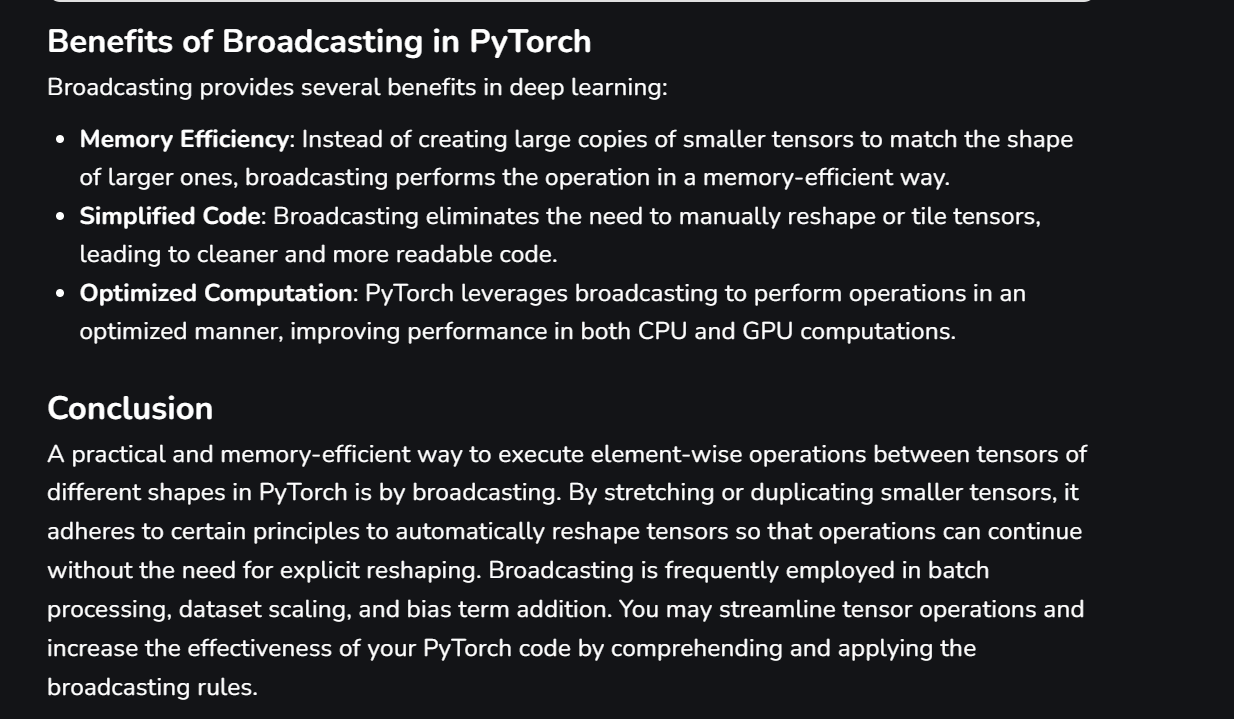 Benefits of Broadcasting in PyTorch
Broadcasting provides several benefits in deep learning:
• Memory Efficiency: Instead of creating large copies of smaller tensors to match the shape
of larger ones, broadcasting performs the operation in a memory-efficient way.
• Simplified Code: Broadcasting eliminates the need to manually reshape or tile tensors,
leading to cleaner and more readable code.
• Optimized Computation: PyTorch leverages broadcasting to perform operations in an
optimized manner, improving performance in both CPU and GPU computations.
Conclusion
A practical and memory-efficient way to execute element-wise operations between tensors of
different shapes in PyTorch is by broadcasting. By stretching or duplicating smaller tensors, it
adheres to certain principles to automatically reshape tensors so that operations can continue
without the need for explicit reshaping. Broadcasting is frequently employed in batch
processing, dataset scaling, and bias term addition. You may streamline tensor operations and
increase the effectiveness of your PyTorch code by comprehending and applying the
broadcasting rules.